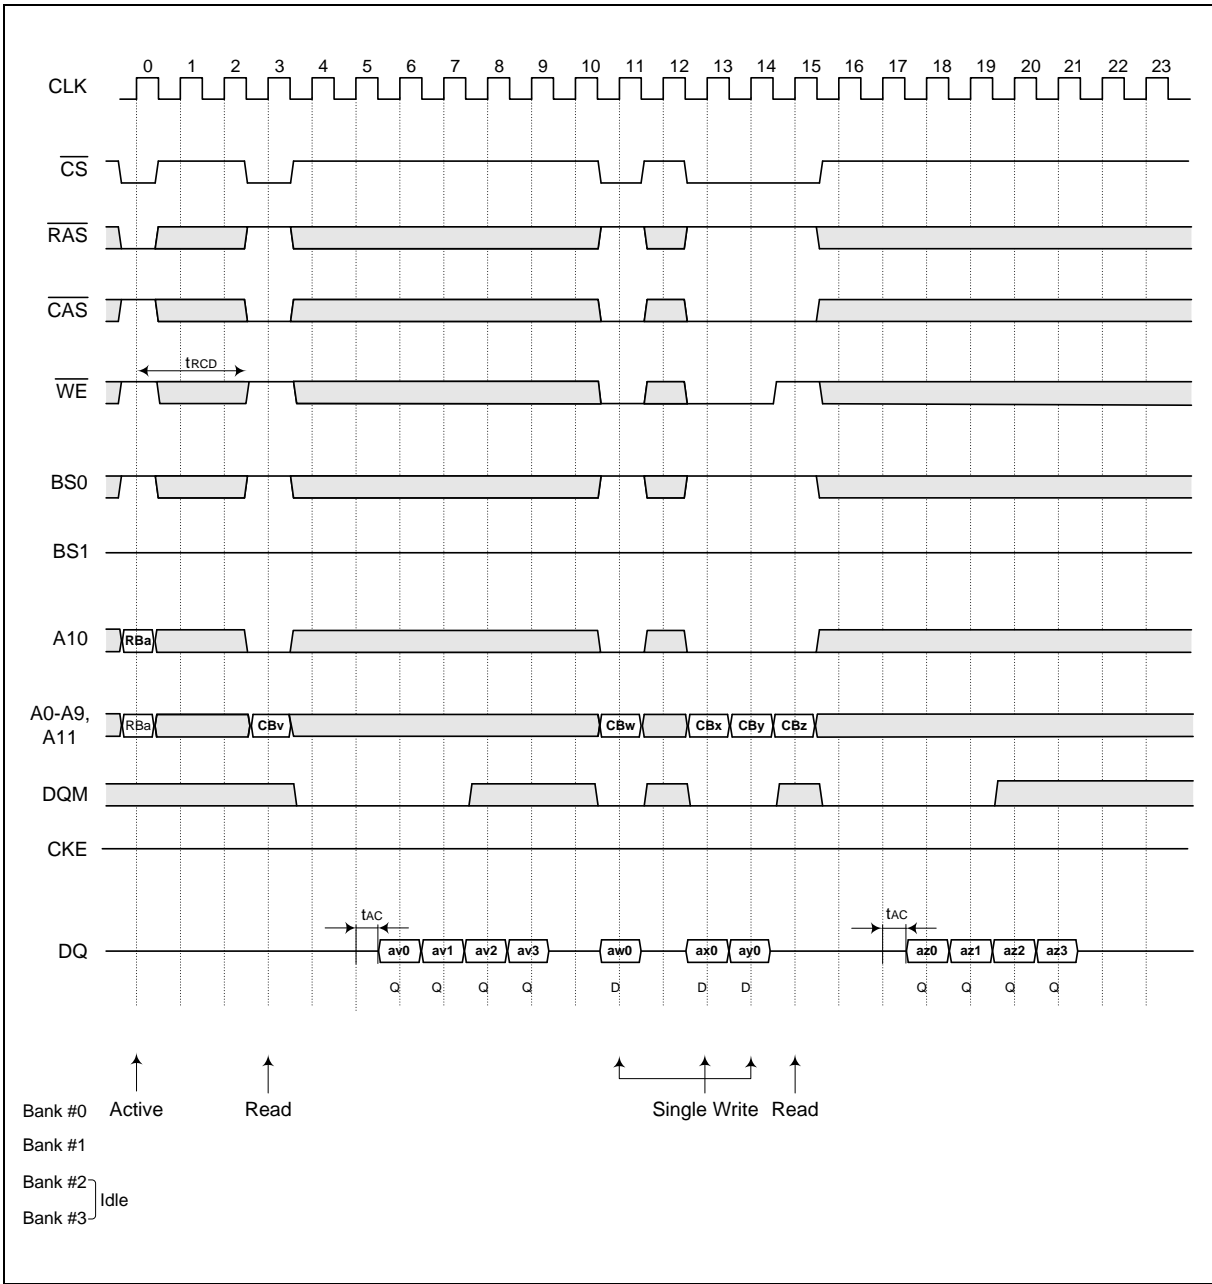 0 1 2 3 4 5 6 7 8 9 10 11 12 13 14 15 16 17 18 19 20 21 22 23
CLK
CS
RAS
CAS
tRCD
WE
BS0
BS1
A10 RBa
A0-A9,
A11
RBa CBv CBw CBx CBy CBz
DQM
CKE
tAC tAC
DQ av0 av1 av2 av3 aw0 ax0 ay0 az0 az1 az2 az3
Q Q Q Q D D D Q Q Q Q
Bank #0 Active Read Single Write Read
Bank #1
Bank #2
Idle
Bank #3